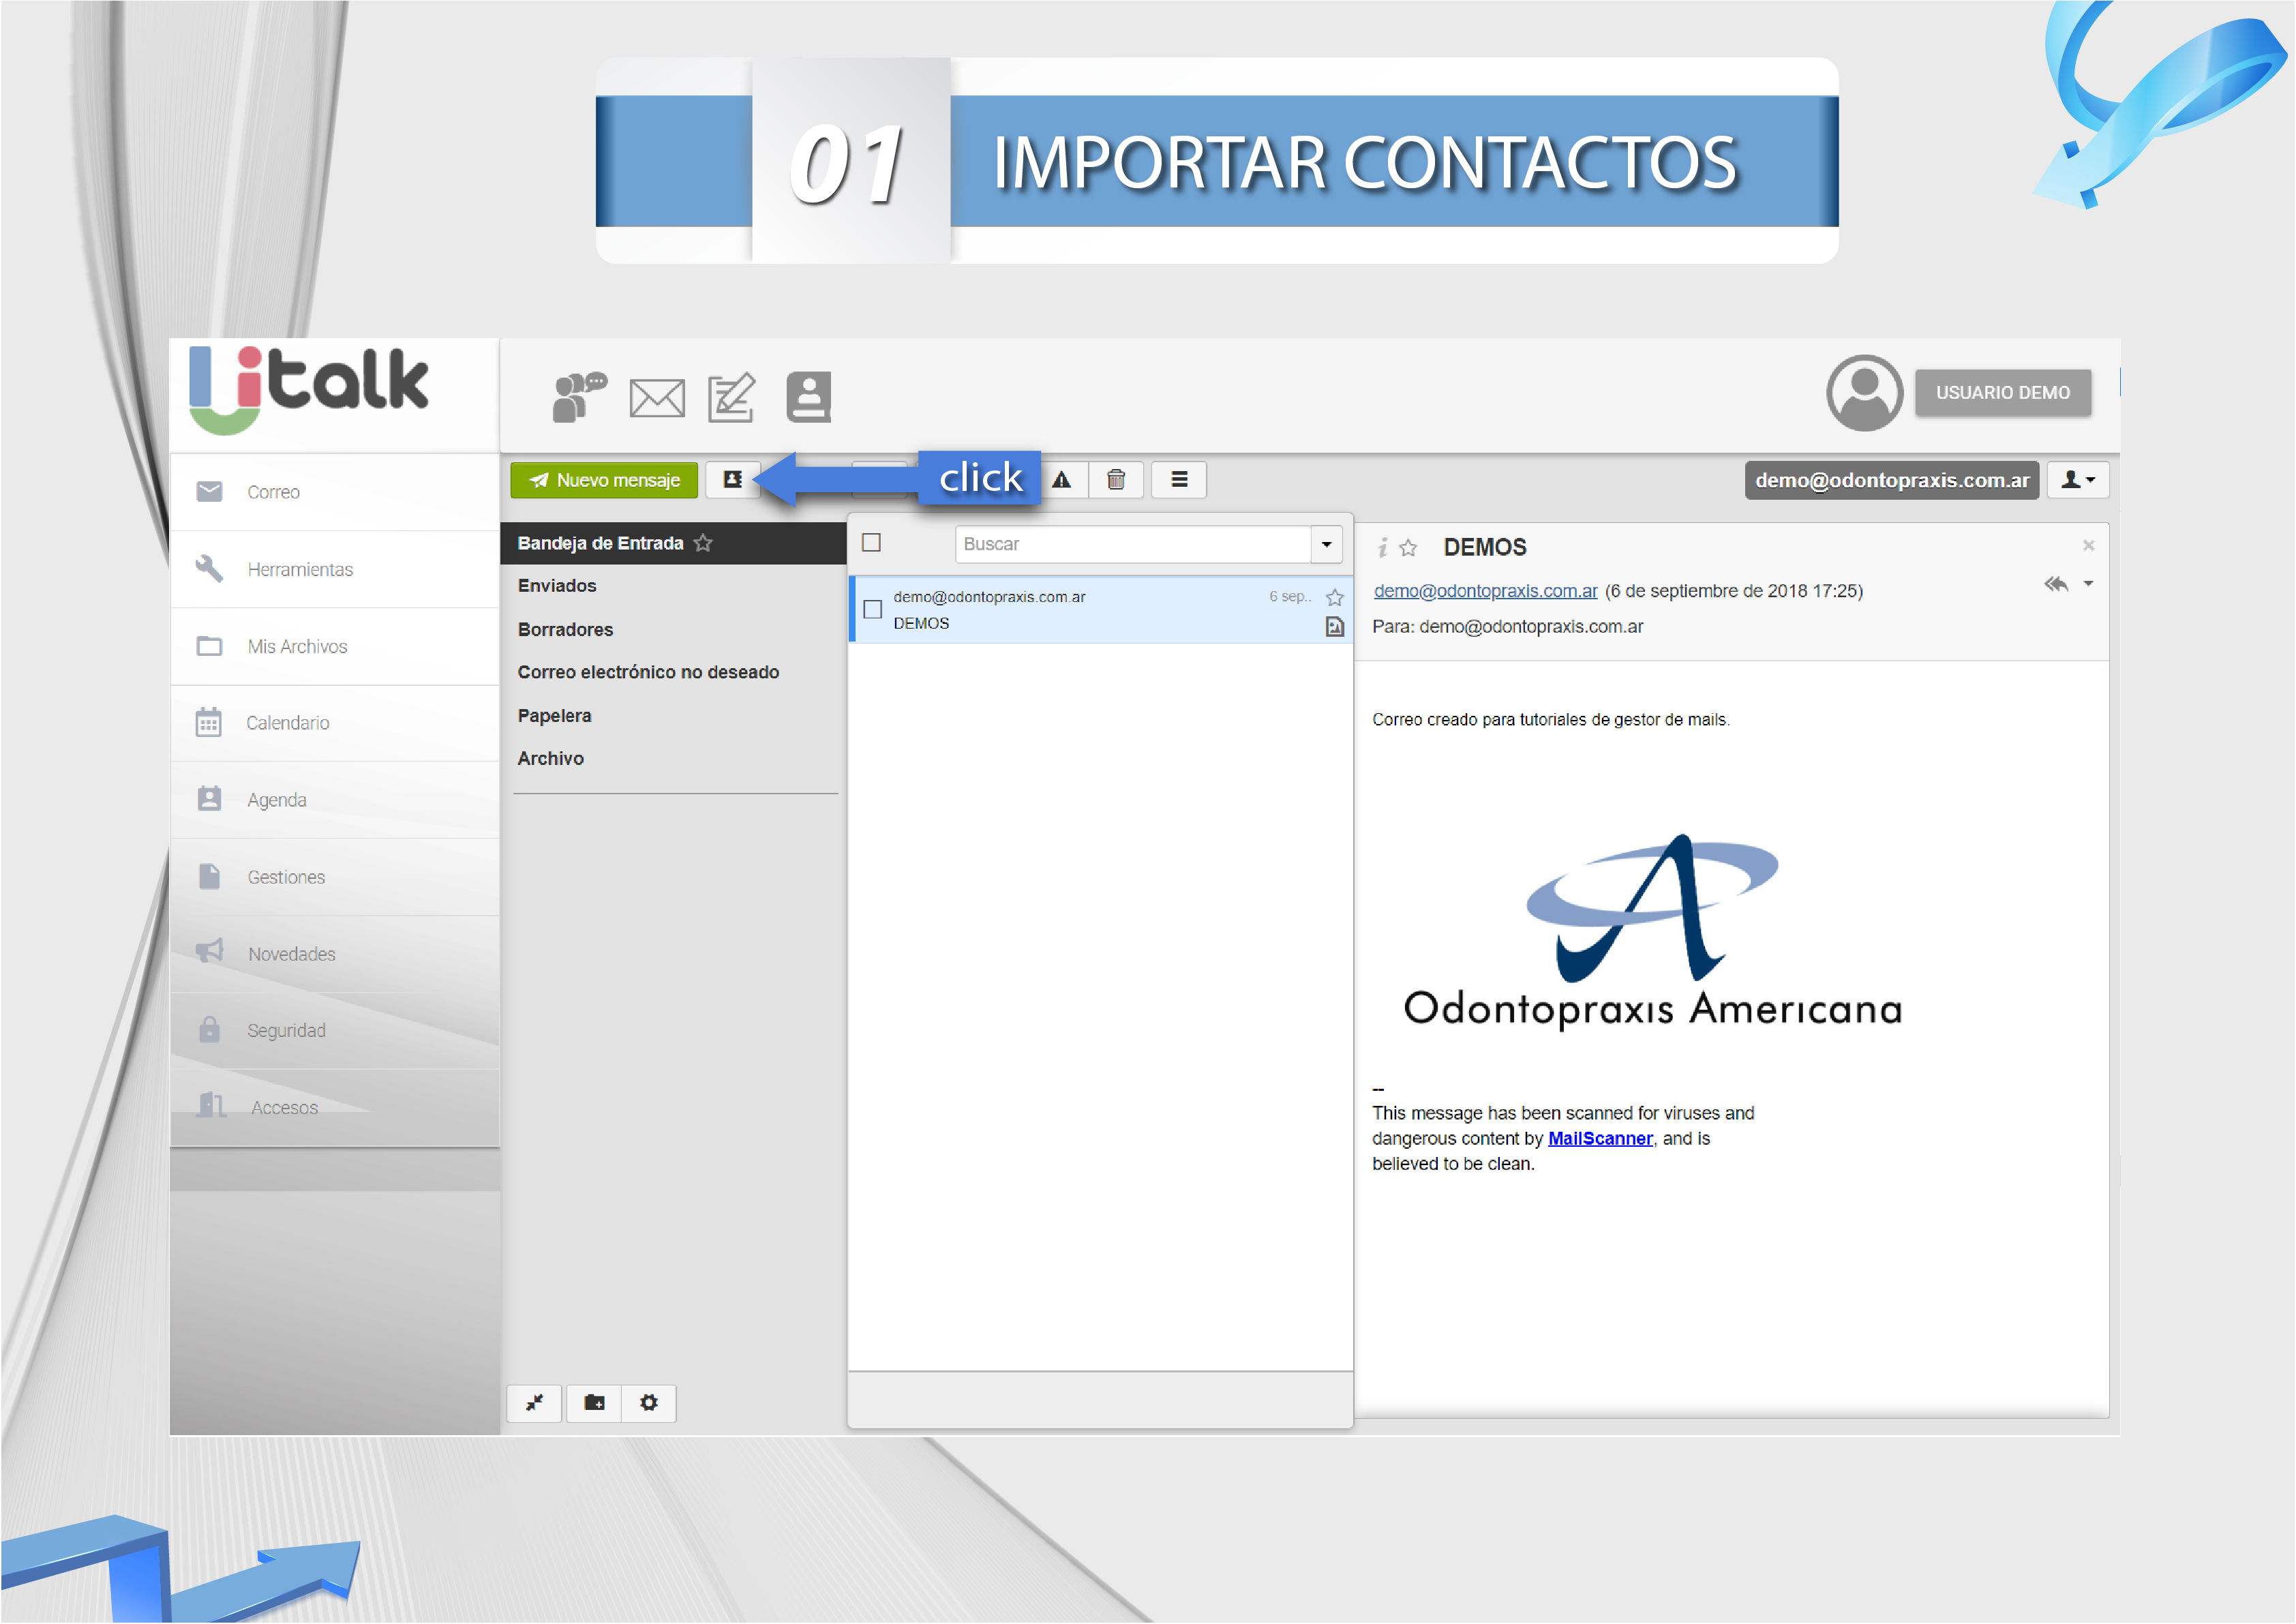 01 IMPORTAR CONTACTOS
Uitalk
USUARIO DEMO
Nuevo mensaje
click
demo@odontopraxis.com.ar
Correo
Herramientas
Mis Archivos
Calendario
Agenda
Gestiones
Novedades
Seguridad
Accesos
Bandeja de Entrada
Enviados
Borradores
Correo electrónico no deseado
Papelera
Archivo
Buscar
demo@odontopraxis.com.ar 6 sep..
DEMOS
DEMOS
demo@odontopraxis.com.ar (6 de septiembre de 2018 17:25)
Para: demo@odontopraxis.com.ar
Correo creado para tutoriales de gestor de mails.
Odontopraxis Americana
--
This message has been scanned for viruses and
dangerous content by MailScanner, and is
believed to be clean.